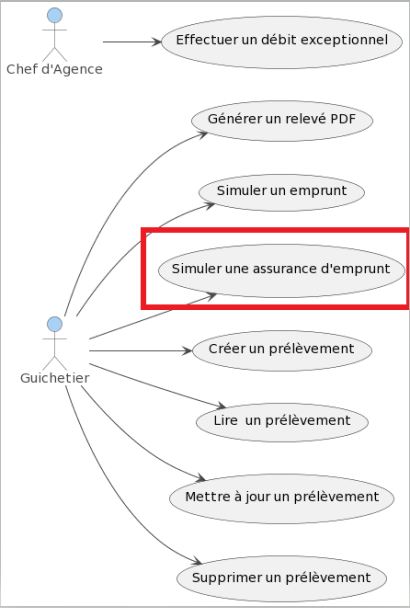 Effectuer un débit exceptionnel
Chef d'Agence
Générer un relevé PDF
Simuler un emprunt
Simuler une assurance d'emprunt
Guichetier
Créer un prélèvement
Lire  un prélèvement
Mettre à jour un prélèvement
Supprimer un prélèvement